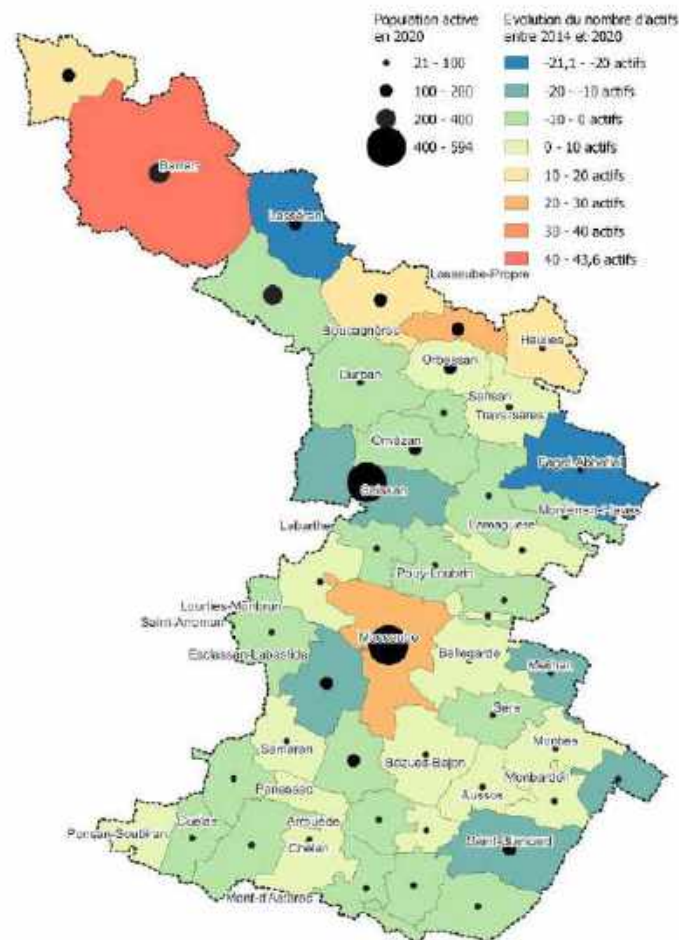 Population active
en 2020
21 - 100
100 - 200
200 - 400
400 - 594
Evolution du nombre d'actifs
entre 2014 et 2020
-21,1 - -20 actifs
-20 - -10 actifs
-10 - 0 actifs
0 - 10 actifs
10 - 20 actifs
20 - 30 actifs
30 - 40 actifs
40 - 43,6 actifs
Barran
Lasséran
Lasseube-Propre
Boucagnères
Haulies
Orbessan
Durban
Sansan
Traversères
Ornézan
Faget-Abbatial
Seissan
Monferran-Plavès
Labarthe
Lamaguère
Pouy-Loubrin
Lourties-Monbrun
Saint-Arroman
Masseube
Esclassan-Labastide
Bellegarde
Meilhan
Sère
Samaran
Monties
Bézues-Bajon
Monbardon
Panassac
Aussos
Ponsan-Soubiran
Cuélas
Arrouède
Saint-Blancard
Chélan
Mont-d'Astarac